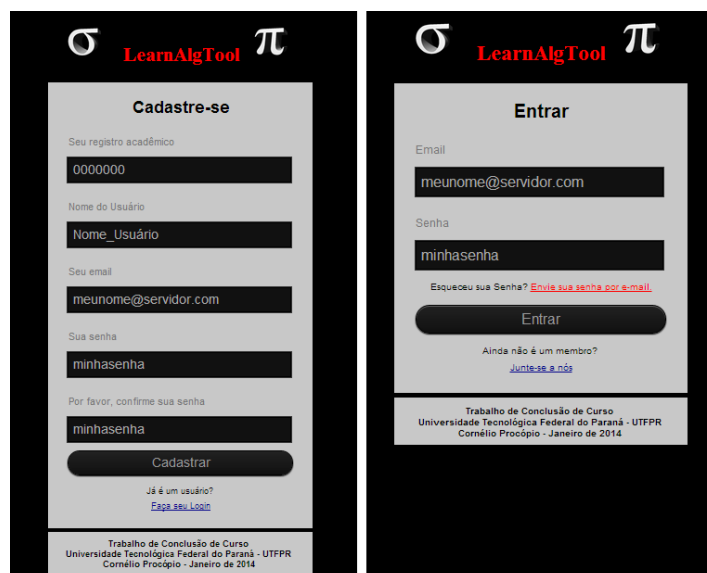 σ LearnAlgTool π
Cadastre-se
Seu registro acadêmico
0000000
Nome do Usuário
Nome_Usuário
Seu email
meunome@servidor.com
Sua senha
minhasenha
Por favor, confirme sua senha
minhasenha
Cadastrar
Já é um usuário?
Faça seu Login
Trabalho de Conclusão de Curso
Universidade Tecnológica Federal do Paraná - UTFPR
Cornélio Procópio - Janeiro de 2014
σ LearnAlgTool π
Entrar
Email
meunome@servidor.com
Senha
minhasenha
Esqueceu sua Senha? Envie sua senha por e-mail.
Entrar
Ainda não é um membro?
Junte-se a nós
Trabalho de Conclusão de Curso
Universidade Tecnológica Federal do Paraná - UTFPR
Cornélio Procópio - Janeiro de 2014